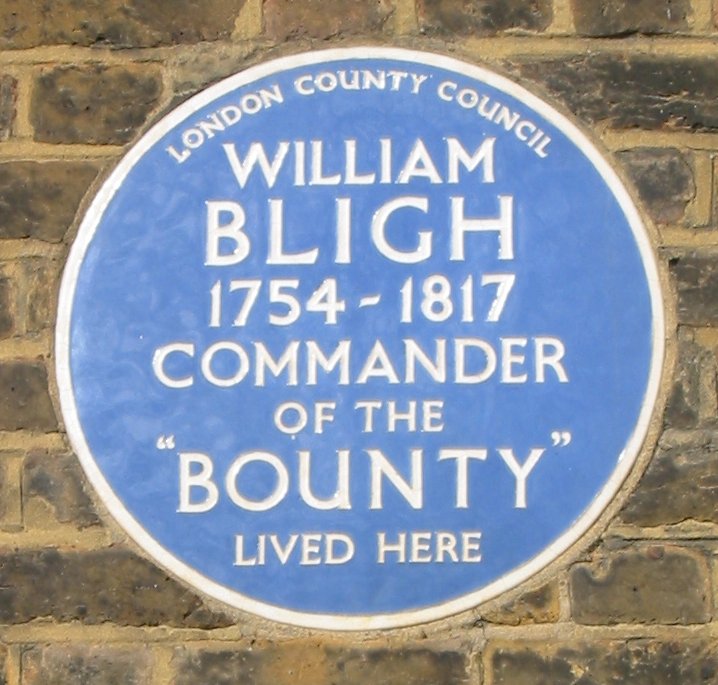 LONDON COUNTY COUNCIL
WILLIAM
BLIGH
1754-1817
COMMANDER
OF THE
“BOUNTY”
LIVED HERE